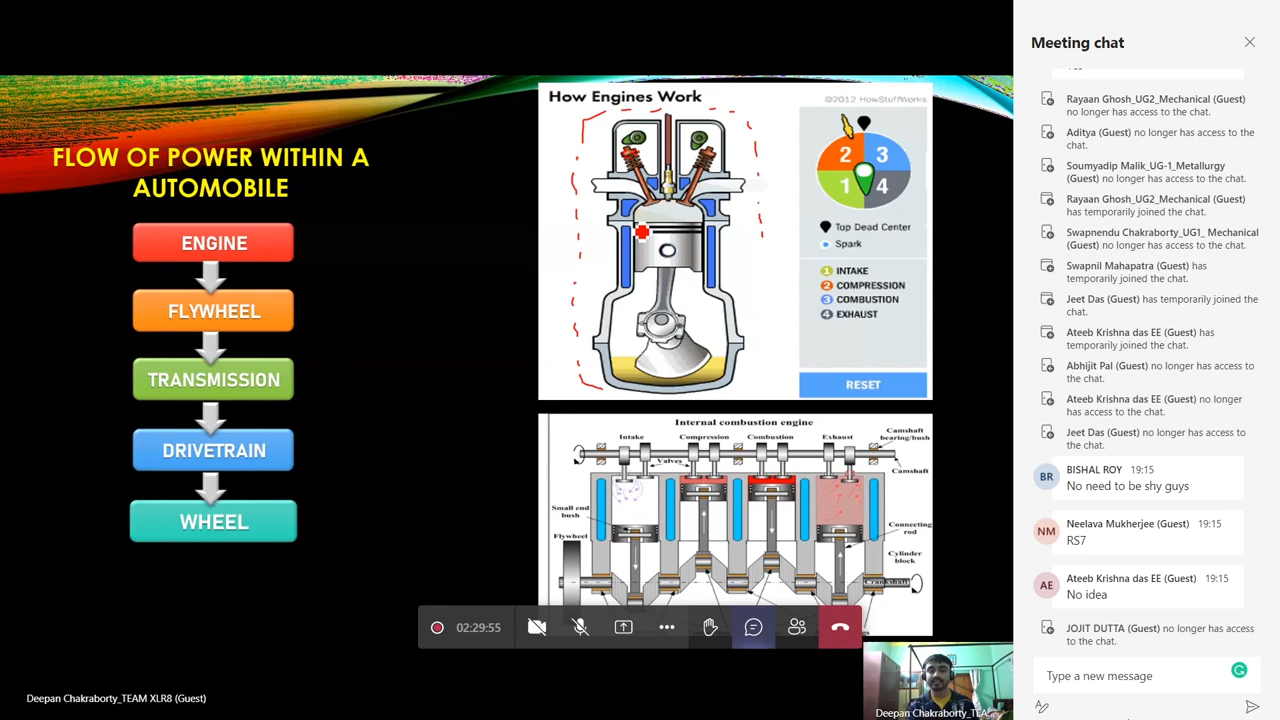 FLOW OF POWER WITHIN A
AUTOMOBILE
ENGINE
FLYWHEEL
TRANSMISSION
DRIVETRAIN
WHEEL
How Engines Work
©2012 HowStuffWorks
2 3
1 4
Top Dead Center
Spark
1 INTAKE
2 COMPRESSION
3 COMBUSTION
4 EXHAUST
RESET
Internal combustion engine
Intake
Compression
Combustion
Exhaust
Camshaft
bearing/bush
Valves
Camshaft
Small end
bush
Flywheel
Connecting
rod
Cylinder
block
Crankshaft
02:29:55
Deepan Chakraborty_TEAM XLR8 (Guest)
Deepan Chakraborty_TEA...
Meeting chat
Rayaan Ghosh_UG2_Mechanical (Guest)
has no longer has access to the chat.
Aditya (Guest) no longer has access to the
chat.
Soumyadip Malik_UG-1_Metallurgy
(Guest) no longer has access to the chat.
Rayaan Ghosh_UG2_Mechanical (Guest)
has temporarily joined the chat.
Swapnendu Chakraborty_UG1_ Mechanical
(Guest) no longer has access to the chat.
Swapnil Mahapatra (Guest) has
temporarily joined the chat.
Jeet Das (Guest) has temporarily joined the
chat.
Ateeb Krishna das EE (Guest) has
temporarily joined the chat.
Abhijit Pal (Guest) no longer has access to
the chat.
Ateeb Krishna das EE (Guest) no longer
has access to the chat.
Jeet Das (Guest) no longer has access to
the chat.
BR
BISHAL ROY 19:15
No need to be shy guys
NM
Neelava Mukherjee (Guest) 19:15
RS7
AE
Ateeb Krishna das EE (Guest) 19:15
No idea
JOJIT DUTTA (Guest) no longer has access to
the chat.
Type a new message